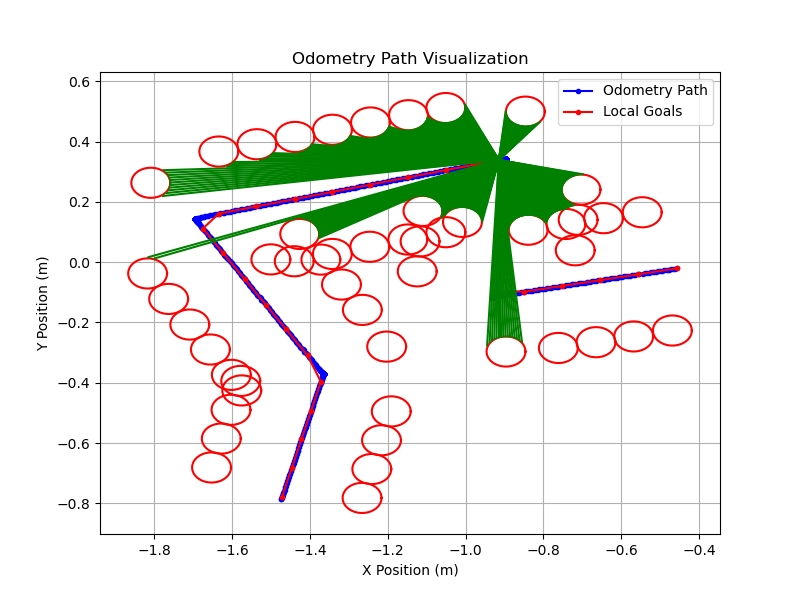 Odometry Path Visualization
Odometry Path
Local Goals
Y Position (m)
0.6
0.4
0.2
0.0
−0.2
−0.4
−0.6
−0.8
−1.8 −1.6 −1.4 −1.2 −1.0 −0.8 −0.6 −0.4
X Position (m)